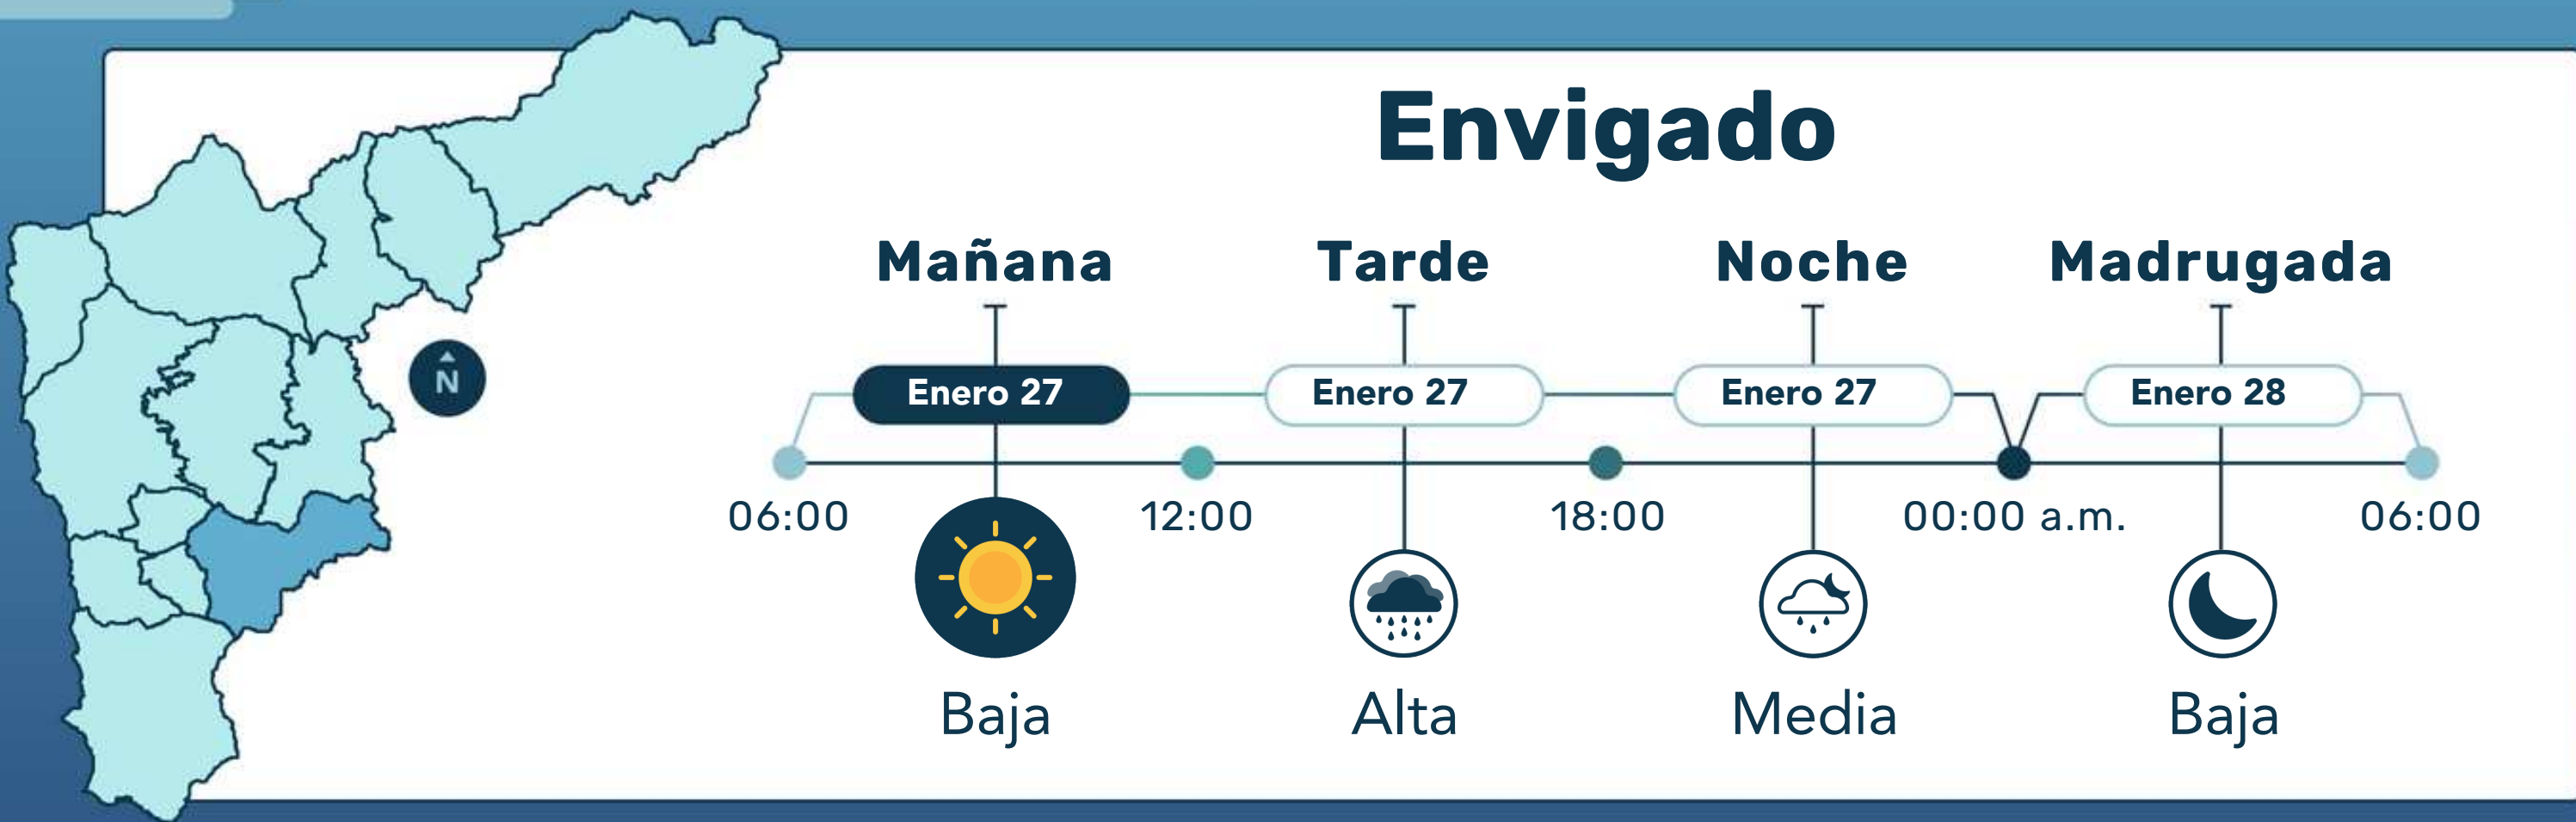 Envigado
Mañana Tarde Noche Madrugada
N
Enero 27 Enero 27 Enero 27 Enero 28
06:00 12:00 18:00 00:00 a.m. 06:00
Baja Alta Media Baja